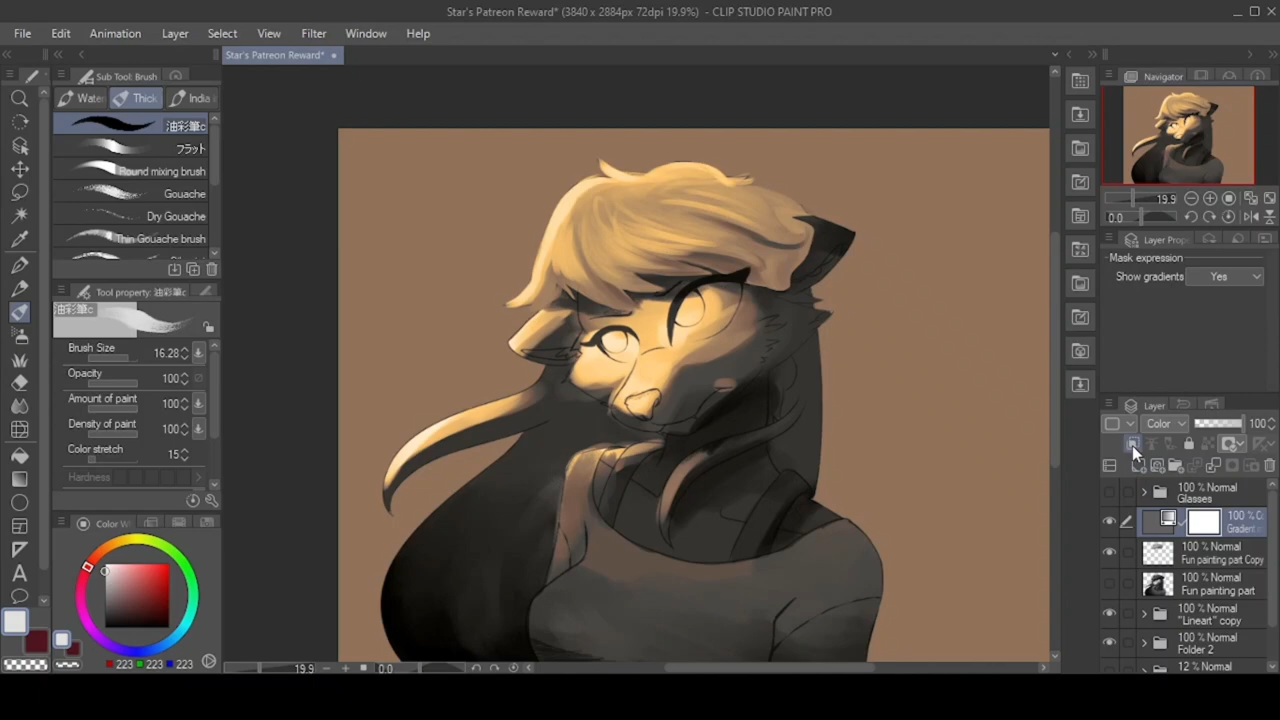 Star's Patreon Reward* (3840 x 2884px 72dpi 19.9%) - CLIP STUDIO PAINT PRO
File Edit Animation Layer Select View Filter Window Help
Star's Patreon Reward*
Sub Tool: Brush
Water
Thick
India
油彩筆c
フラット
Round mixing brush
Gouache
Dry Gouache
Thin Gouache brush
Tool property: 油彩筆c
油彩筆c
Brush Size 16.28
Opacity 100
Amount of paint 100
Density of paint 100
Color stretch 15
Hardness
Color W
223 223 223
19.9 0.0
Navigator
19.9
0.0
Layer Prop
Mask expression
Show gradients Yes
Layer
Color 100
100 % Normal
Glasses
100 % C
Gradient
100 % Normal
Fun painting part Copy
100 % Normal
Fun painting part
100 % Normal
"Lineart" copy
100 % Normal
Folder 2
12 % Normal